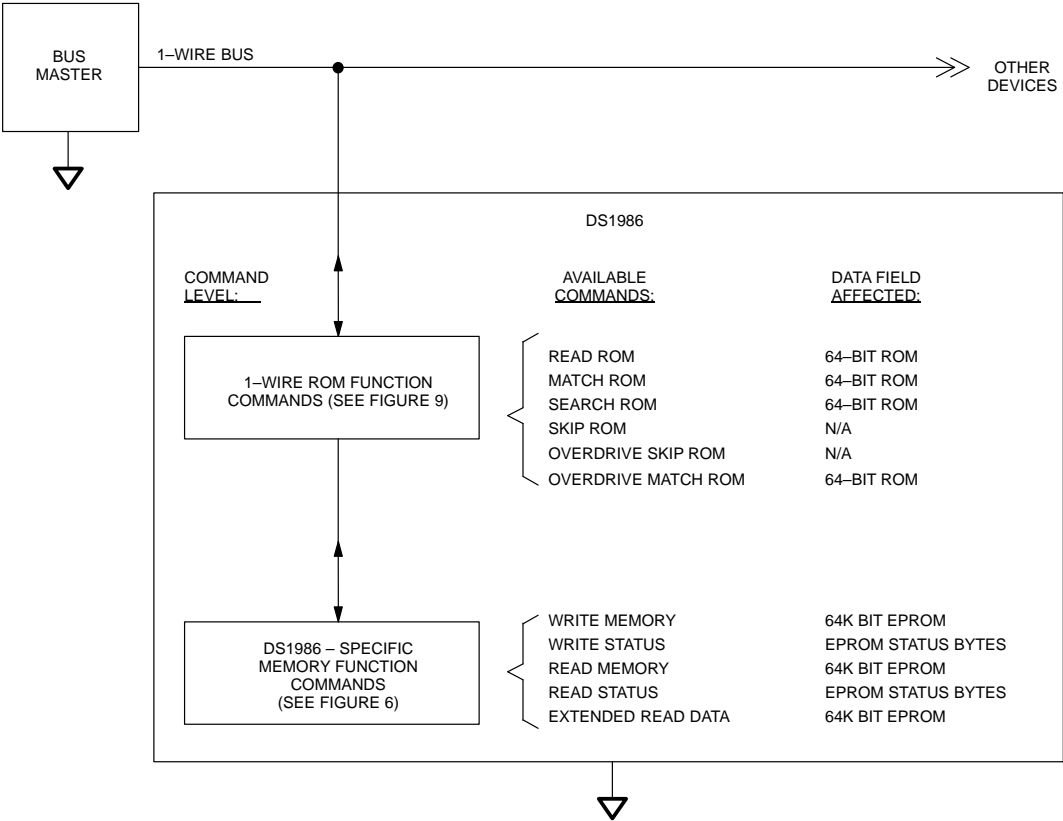 BUS
MASTER
1–WIRE BUS
OTHER
DEVICES
DS1986
COMMAND
LEVEL:
AVAILABLE
COMMANDS:
DATA FIELD
AFFECTED:
1–WIRE ROM FUNCTION
COMMANDS (SEE FIGURE 9)
READ ROM 64–BIT ROM
MATCH ROM 64–BIT ROM
SEARCH ROM 64–BIT ROM
SKIP ROM N/A
OVERDRIVE SKIP ROM N/A
OVERDRIVE MATCH ROM 64–BIT ROM
DS1986 – SPECIFIC
MEMORY FUNCTION
COMMANDS
(SEE FIGURE 6)
WRITE MEMORY 64K BIT EPROM
WRITE STATUS EPROM STATUS BYTES
READ MEMORY 64K BIT EPROM
READ STATUS EPROM STATUS BYTES
EXTENDED READ DATA 64K BIT EPROM